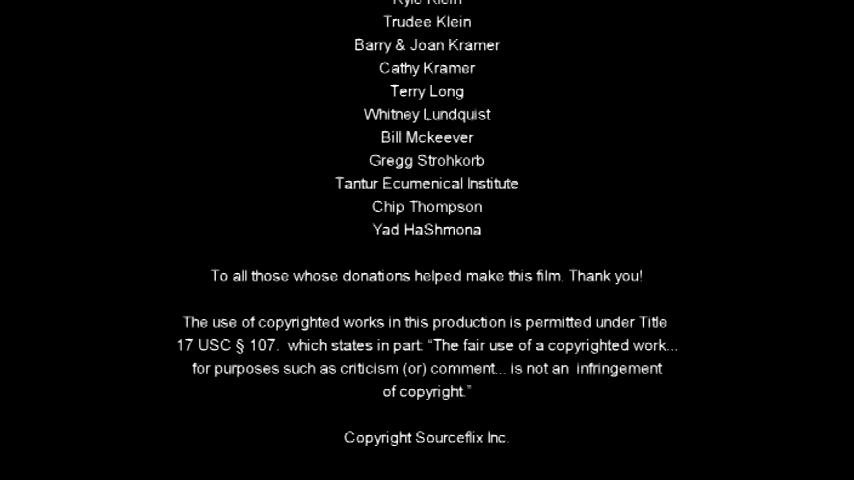 Kyle Klein
Trudee Klein
Barry & Joan Kramer
Cathy Kramer
Terry Long
Whitney Lundquist
Bill Mckeever
Gregg Strohkorb
Tantur Ecumenical Institute
Chip Thompson
Yad HaShmona
To all those whose donations helped make this film. Thank you!
The use of copyrighted works in this production is permitted under Title
17 USC § 107.  which states in part: “The fair use of a copyrighted work...
for purposes such as criticism (or) comment... is not an  infringement
of copyright.”
Copyright Sourceflix Inc.